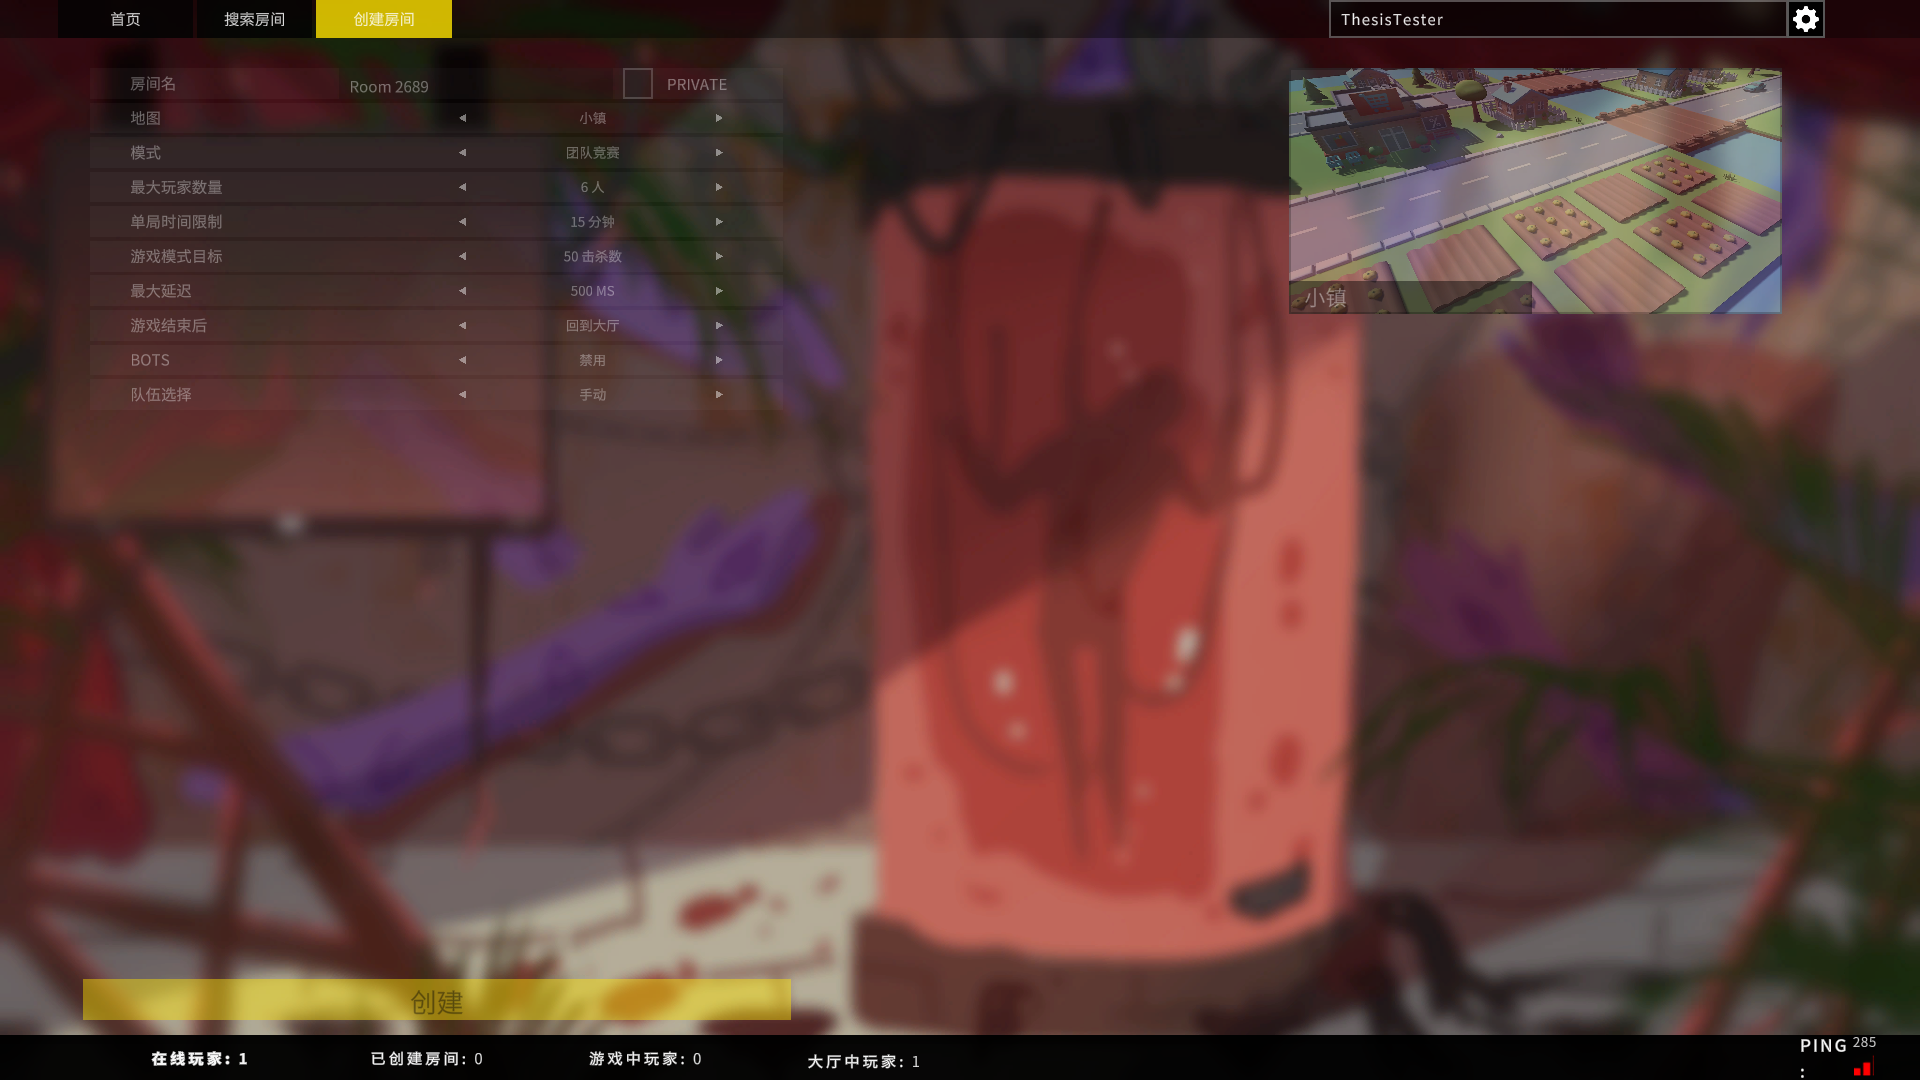 首页 搜索房间 创建房间 ThesisTester
房间名 Room 2689 PRIVATE
地图 小镇
模式 团队竞赛
最大玩家数量 6 人
单局时间限制 15 分钟
游戏模式目标 50 击杀数
最大延迟 500 MS
游戏结束后 回到大厅
BOTS 禁用
队伍选择 手动
小镇
创建
在线玩家: 1 已创建房间: 0 游戏中玩家: 0 大厅中玩家: 1 PING : 285